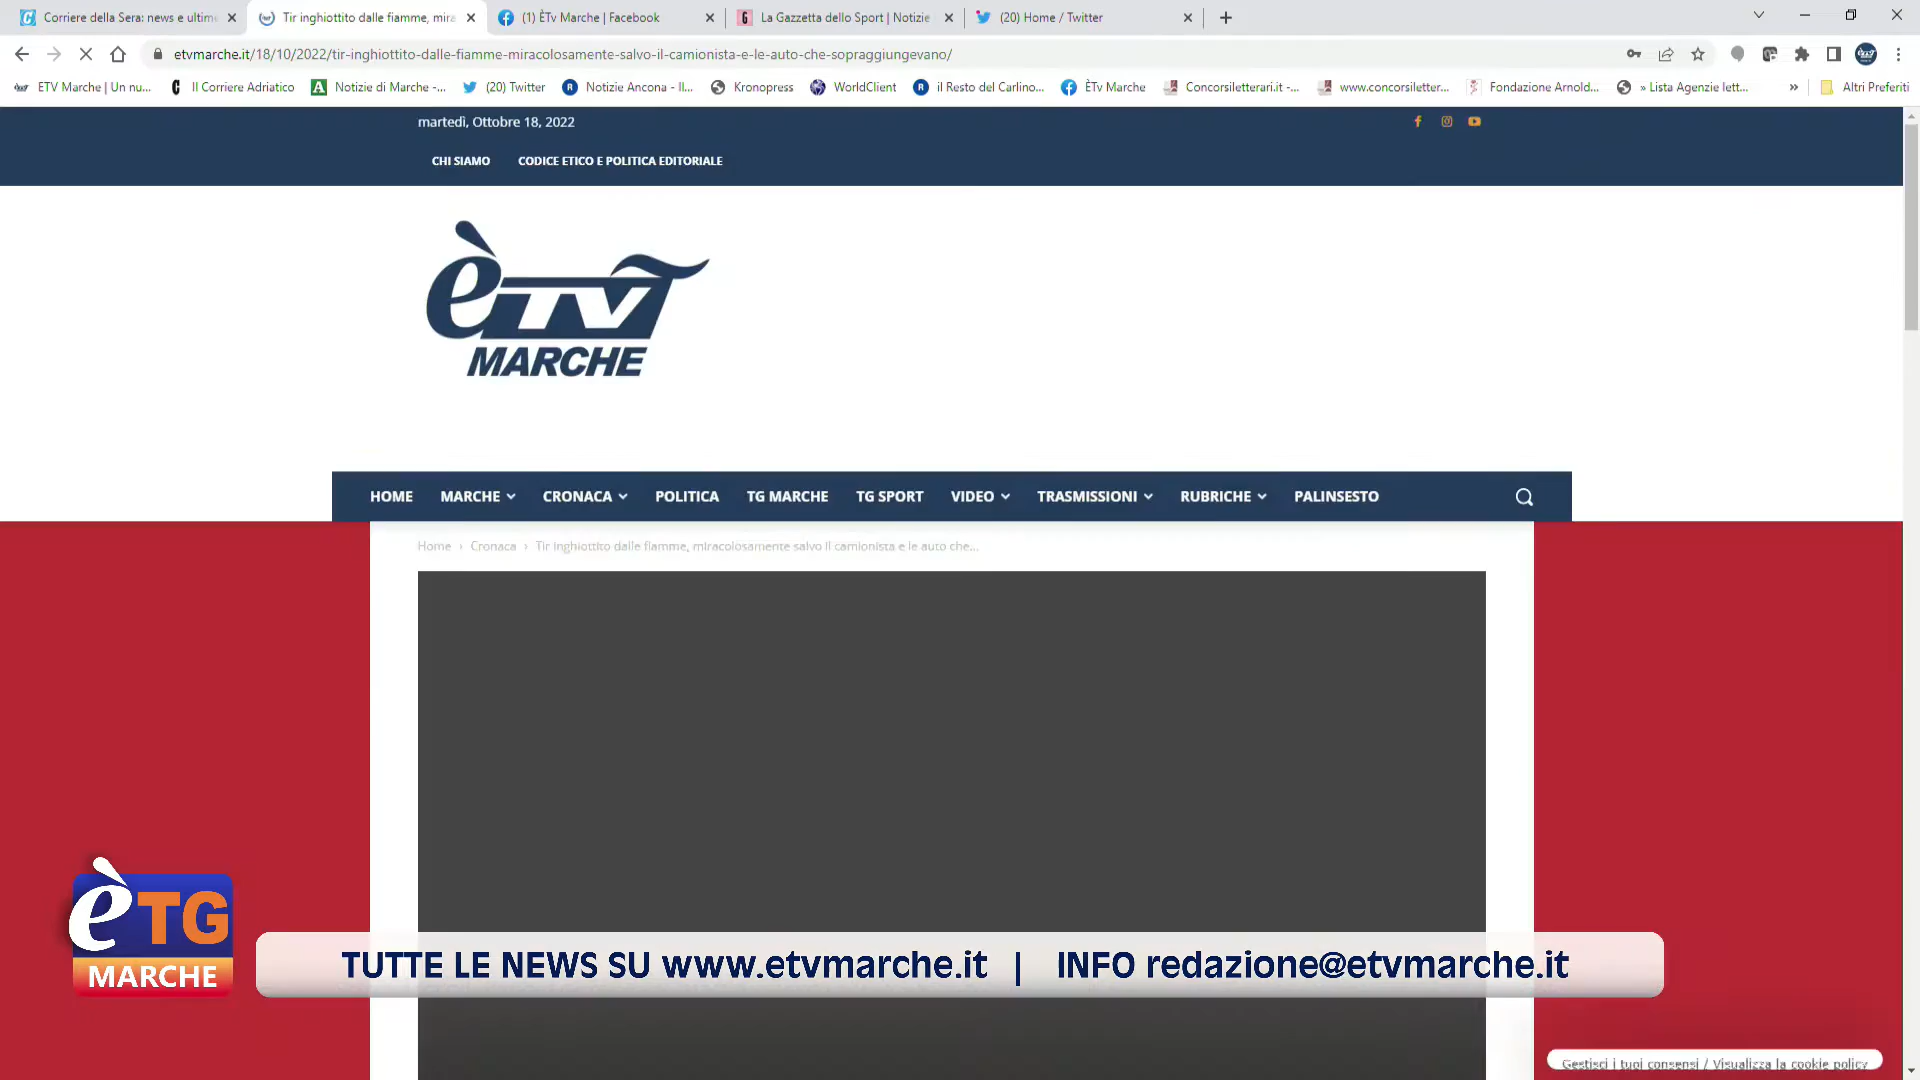 Corriere della Sera: news e ultim
Tir inghiottito dalle fiamme, mira
(1) ÈTv Marche | Facebook
La Gazzetta dello Sport | Notizie
(20) Home / Twitter
etvmarche.it/18/10/2022/tir-inghiottito-dalle-fiamme-miracolosamente-salvo-il-camionista-e-le-auto-che-sopraggiungevano/
ETV Marche | Un nu...
Il Corriere Adriatico
Notizie di Marche -...
(20) Twitter
Notizie Ancona - Il...
Kronopress
WorldClient
il Resto del Carlino...
ÈTv Marche
Concorsiletterari.it -...
www.concorsiletter...
Fondazione Arnold...
» Lista Agenzie lett...
»
Altri Preferiti
martedì, Ottobre 18, 2022
CHI SIAMO
CODICE ETICO E POLITICA EDITORIALE
èTV
MARCHE
HOME MARCHE CRONACA POLITICA TG MARCHE TG SPORT VIDEO TRASMISSIONI RUBRICHE PALINSESTO
Home › Cronaca › Tir inghiottito dalle fiamme, miracolosamente salvo il camionista e le auto che...
èTG
MARCHE
TUTTE LE NEWS SU www.etvmarche.it | INFO redazione@etvmarche.it
Gestisci i tuoi consensi / Visualizza la cookie policy